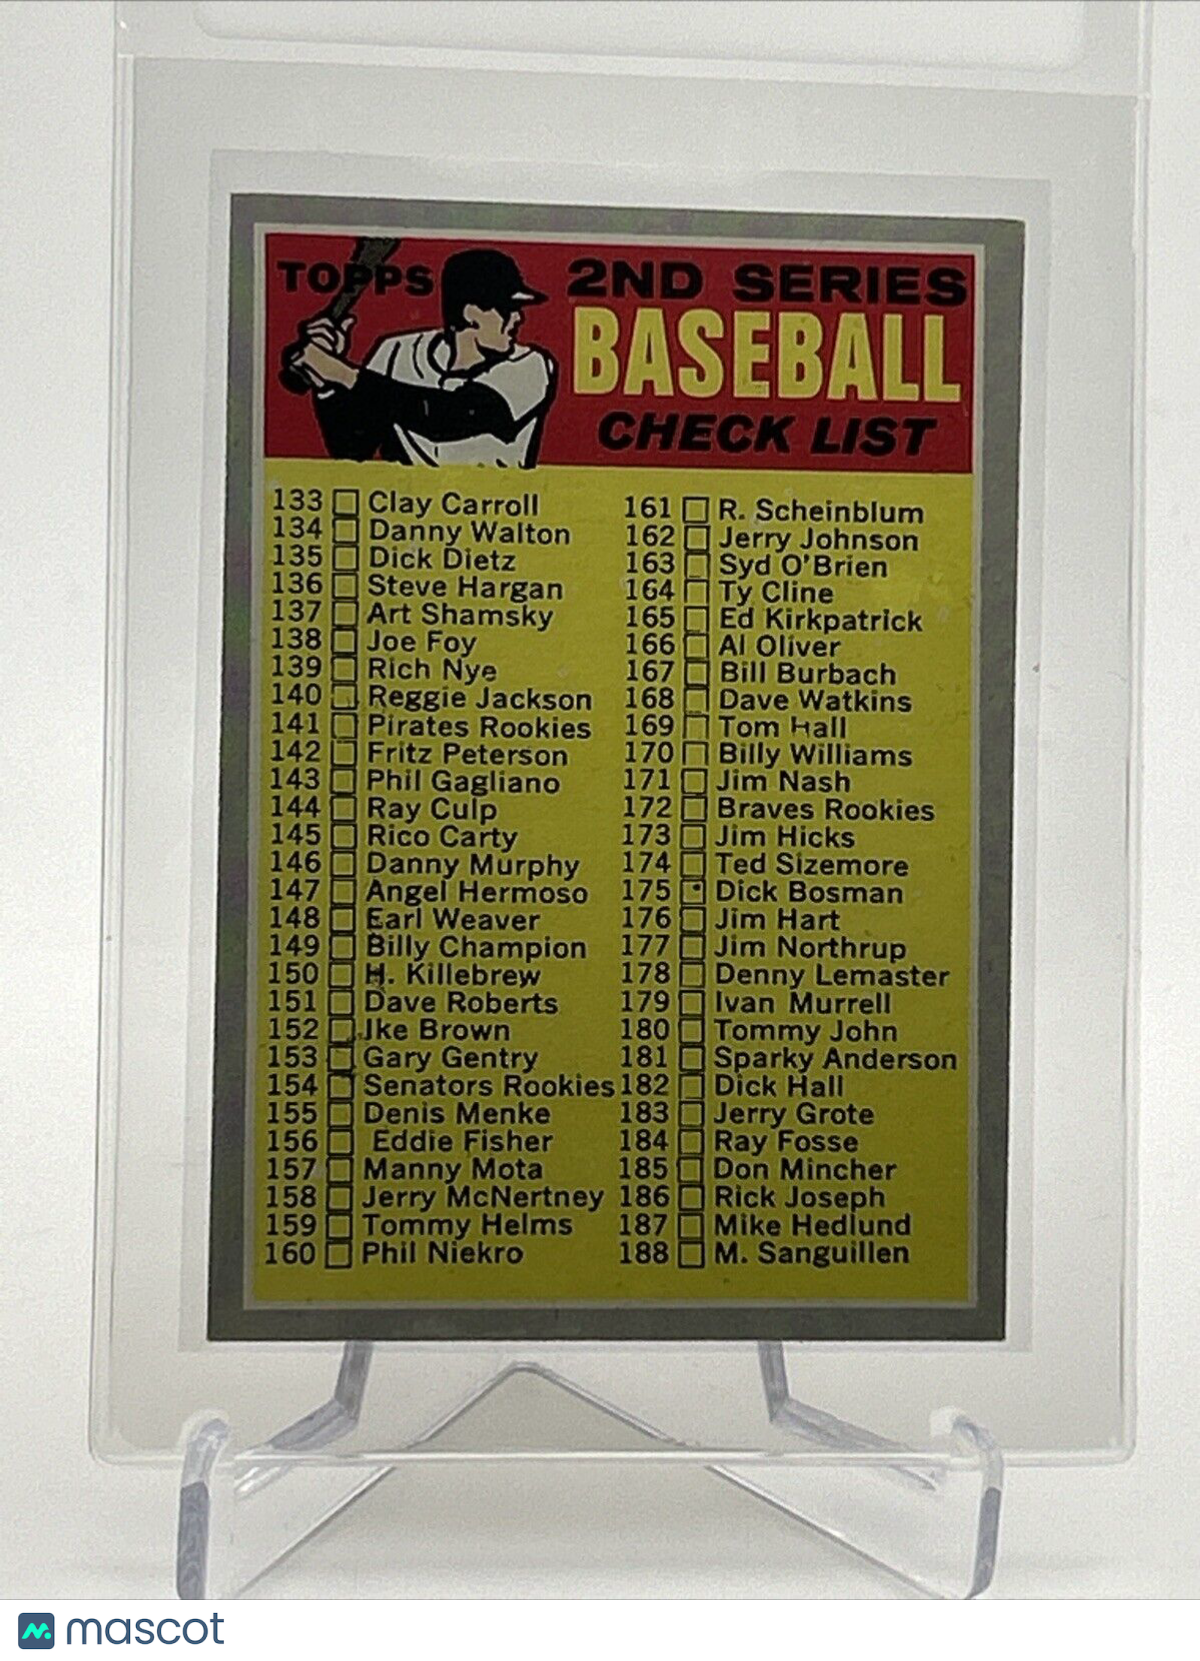 TOPPS
2ND SERIES
BASEBALL
CHECK LIST
133 Clay Carroll
134 Danny Walton
135 Dick Dietz
136 Steve Hargan
137 Art Shamsky
138 Joe Foy
139 Rich Nye
140 Reggie Jackson
141 Pirates Rookies
142 Fritz Peterson
143 Phil Gagliano
144 Ray Culp
145 Rico Carty
146 Danny Murphy
147 Angel Hermoso
148 Earl Weaver
149 Billy Champion
150 H. Killebrew
151 Dave Roberts
152 Ike Brown
153 Gary Gentry
154 Senators Rookies
155 Denis Menke
156 Eddie Fisher
157 Manny Mota
158 Jerry McNertney
159 Tommy Helms
160 Phil Niekro
161 R. Scheinblum
162 Jerry Johnson
163 Syd O'Brien
164 Ty Cline
165 Ed Kirkpatrick
166 Al Oliver
167 Bill Burbach
168 Dave Watkins
169 Tom Hall
170 Billy Williams
171 Jim Nash
172 Braves Rookies
173 Jim Hicks
174 Ted Sizemore
175 Dick Bosman
176 Jim Hart
177 Jim Northrup
178 Denny Lemaster
179 Ivan Murrell
180 Tommy John
181 Sparky Anderson
182 Dick Hall
183 Jerry Grote
184 Ray Fosse
185 Don Mincher
186 Rick Joseph
187 Mike Hedlund
188 M. Sanguillen
mascot